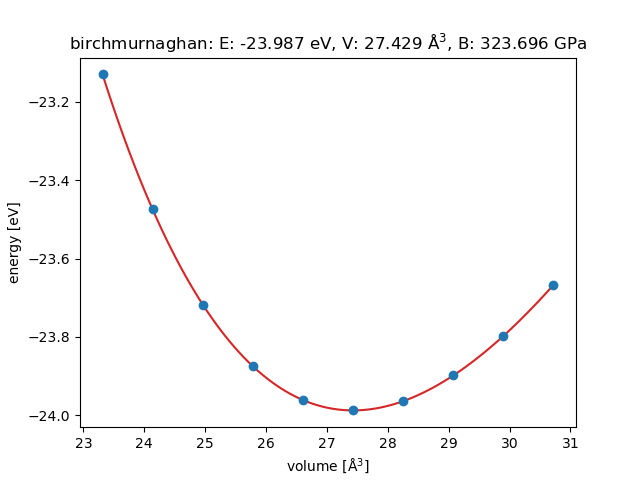 birchmurnaghan: E: -23.987 eV, V: 27.429 Å³, B: 323.696 GPa
−23.2
−23.4
−23.6
−23.8
−24.0
energy [eV]
23 24 25 26 27 28 29 30 31
volume [Å³]